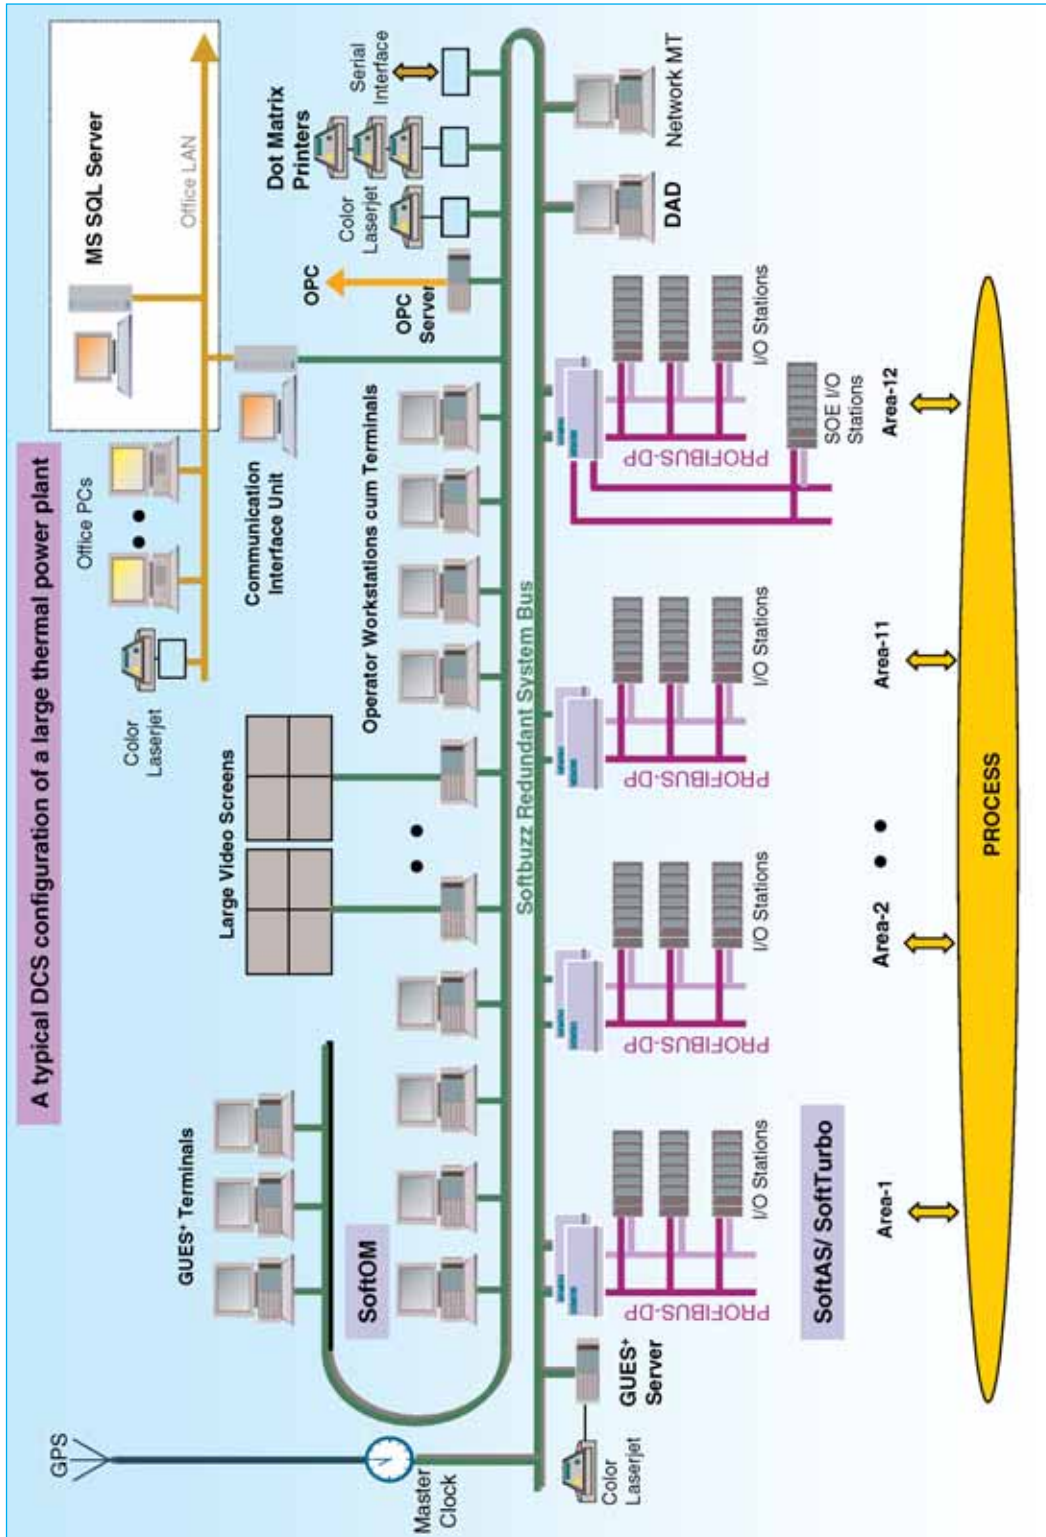 A typical DCS configuration of a large thermal power plant
GPS
Master
Clock
GUES⁺ Terminals
SoftOM
Large Video Screens
Color
Laserjet
Office PCs
MS SQL Server
Office LAN
Communication
Interface Unit
Operator Workstations cum Terminals
OPC
OPC
Server
Color
Laserjet
Dot Matrix
Printers
Serial
Interface
Softbuzz Redundant System Bus
Color
Laserjet
GUES⁺
Server
PROFIBUS-DP
I/O Stations
PROFIBUS-DP
I/O Stations
PROFIBUS-DP
I/O Stations
PROFIBUS-DP
I/O Stations
SOE I/O
Stations
DAD
Network MT
SoftAS/ SoftTurbo
Area-1
Area-2
Area-11
Area-12
PROCESS